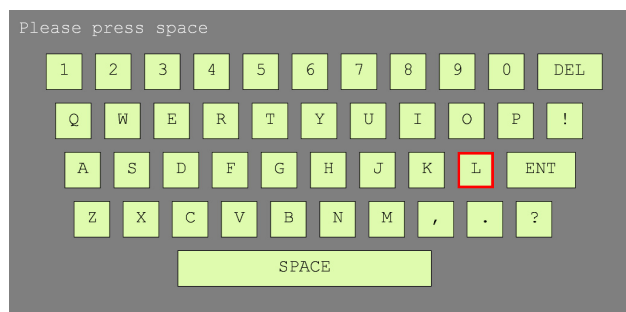 Please press space
1 2 3 4 5 6 7 8 9 0 DEL
Q W E R T Y U I O P !
A S D F G H J K L ENT
Z X C V B N M , . ?
SPACE